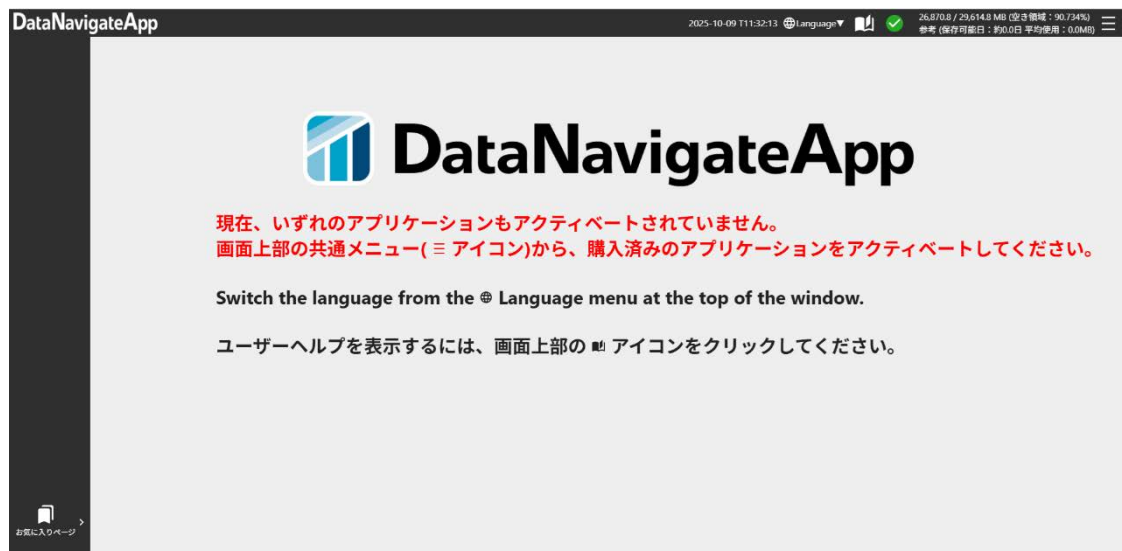 DataNavigateApp
2025-10-09 T11:32:13 Language▼
26,870.8 / 29,614.8 MB (空き領域：90.734%)
参考 (保存可能日：約0.0日 平均使用：0.0MB)
DataNavigateApp
現在、いずれのアプリケーションもアクティベートされていません。
画面上部の共通メニュー( ☰ アイコン)から、購入済みのアプリケーションをアクティベートしてください。
Switch the language from the 🌐 Language menu at the top of the window.
ユーザーヘルプを表示するには、画面上部の アイコンをクリックしてください。
お気に入りページ